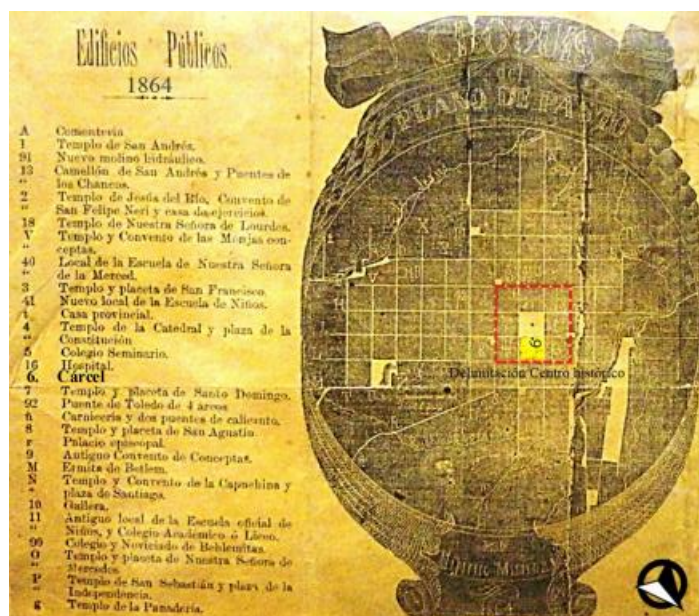 Edificios Públicos.
1864
A Cementerio
1 Templo de San Andrés.
91 Nuevo molino hidráulico.
13 Camellón de San Andrés y Puentes de
" los Chancos.
2 Templo de Jesús del Río, Convento de
" San Felipe Neri y casa de ejercicios.
18 Templo de Nuestra Señora de Lourdes.
V Templo y Convento de las Monjas con-
" ceptas.
40 Local de la Escuela de Nuestra Señora
" de la Merced.
3 Templo y placeta de San Francisco.
41 Nuevo local de la Escuela de Niños.
Casa provincial.
4 Templo de la Catedral y plaza de la
" Constitución
5 Colegio Seminario.
16 Hospital.
6. Cárcel
7 Templo y placeta de Santo Domingo.
92 Puente de Toledo de 4 arcos
Carnicería y dos puentes de calicanto.
8 Templo y placeta de San Agustín
r Palacio episcopal.
9 Antiguo Convento de Conceptas.
M Ermita de Betlem.
N Templo y Convento de la Capuchina y
" plaza de Santiago.
10 Gallera.
11 Antiguo local de la Escuela oficial de
" Niños, y Colegio Académico ó Liceo.
99 Colegio y Noviciado de Bethlemitas.
O Templo y placeta de Nuestra Señora de
" Mercedes.
P Templo de San Sebastián y plaza de la
" Independencia.
g Templo de la Panadería.
CROQUIS
del
PLANO DE PASTO
6
Delimitación Centro histórico